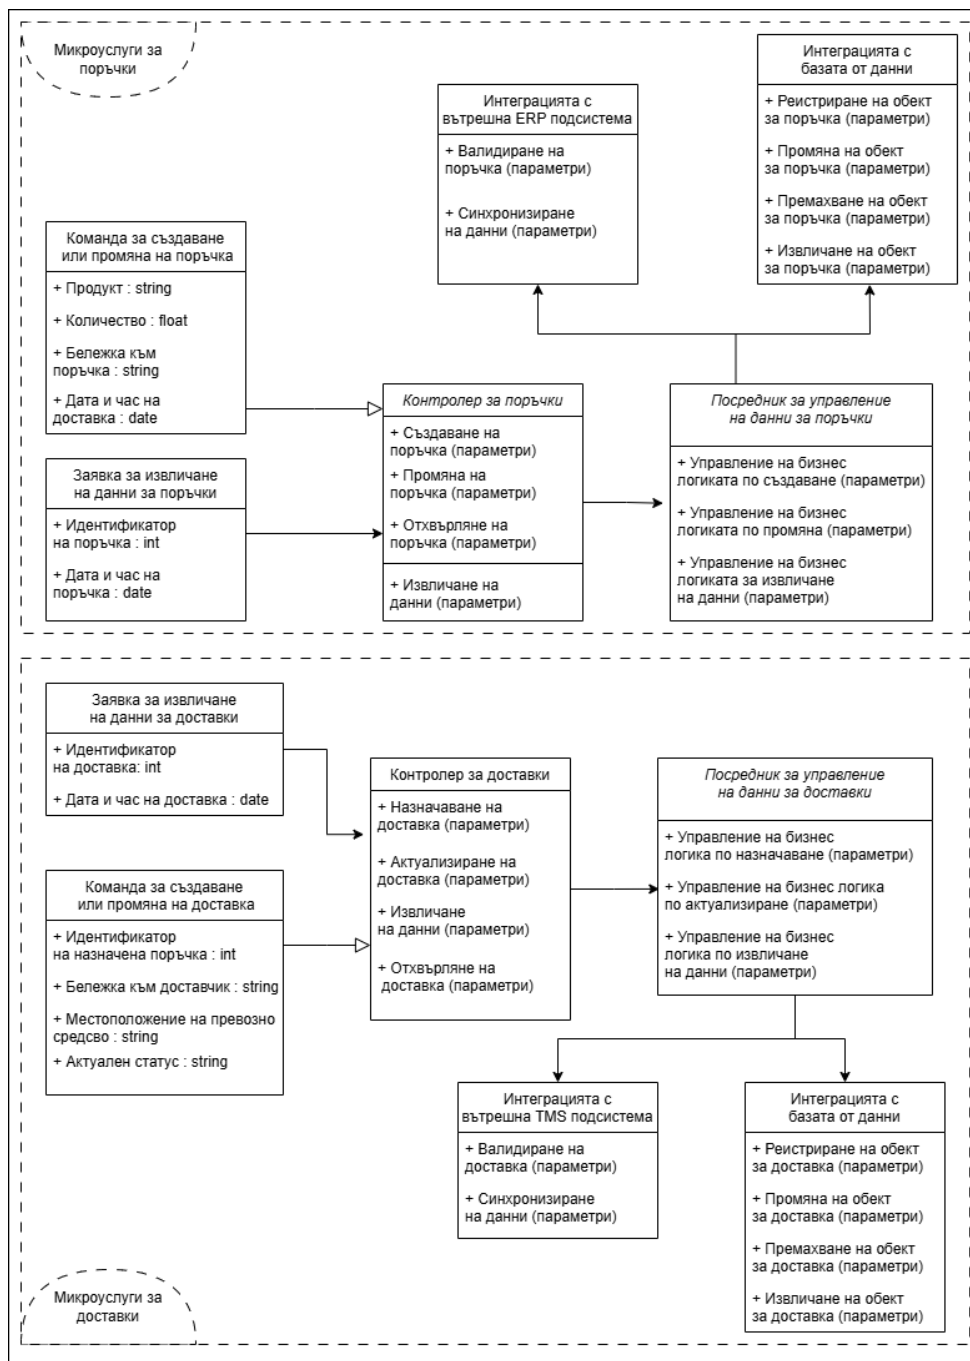 Микроуслуги за
поръчки
Интеграцията с
базата от данни
+ Реистриране на обект
за поръчка (параметри)
+ Промяна на обект
за поръчка (параметри)
+ Премахване на обект
за поръчка (параметри)
+ Извличане на обект
за поръчка (параметри)
Интеграцията с
вътрешна ERP подсистема
+ Валидиране на
поръчка (параметри)
+ Синхронизиране
на данни (параметри)
Команда за създаване
или промяна на поръчка
+ Продукт : string
+ Количество : float
+ Бележка към
поръчка : string
+ Дата и час на
доставка : date
Заявка за извличане
на данни за поръчки
+ Идентификатор
на поръчка : int
+ Дата и час на
поръчка : date
Контролер за поръчки
+ Създаване на
поръчка (параметри)
+ Промяна на
поръчка (параметри)
+ Отхвърляне на
поръчка (параметри)
+ Извличане на
данни (параметри)
Посредник за управление
на данни за поръчки
+ Управление на бизнес
логиката по създаване (параметри)
+ Управление на бизнес
логиката по промяна (параметри)
+ Управление на бизнес
логиката за извличане
на данни (параметри)
Заявка за извличане
на данни за доставки
+ Идентификатор
на доставка: int
+ Дата и час на доставка : date
Команда за създаване
или промяна на доставка
+ Идентификатор
на назначена поръчка : int
+ Бележка към доставчик : string
+ Местоположение на превозно
средсво : string
+ Актуален статус : string
Контролер за доставки
+ Назначаване на
доставка (параметри)
+ Актуализиране на
доставка (параметри)
+ Извличане
на данни (параметри)
+ Отхвърляне на
доставка (параметри)
Посредник за управление
на данни за доставки
+ Управление на бизнес
логика по назначаване (параметри)
+ Управление на бизнес логика
по актуализиране (параметри)
+ Управление на бизнес
логика по извличане
на данни (параметри)
Интеграцията с
вътрешна TMS подсистема
+ Валидиране на
доставка (параметри)
+ Синхронизиране
на данни (параметри)
Интеграцията с
базата от данни
+ Реистриране на обект
за доставка (параметри)
+ Промяна на обект
за доставка (параметри)
+ Премахване на обект
за доставка (параметри)
+ Извличане на обект
за доставка (параметри)
Микроуслуги за
доставки